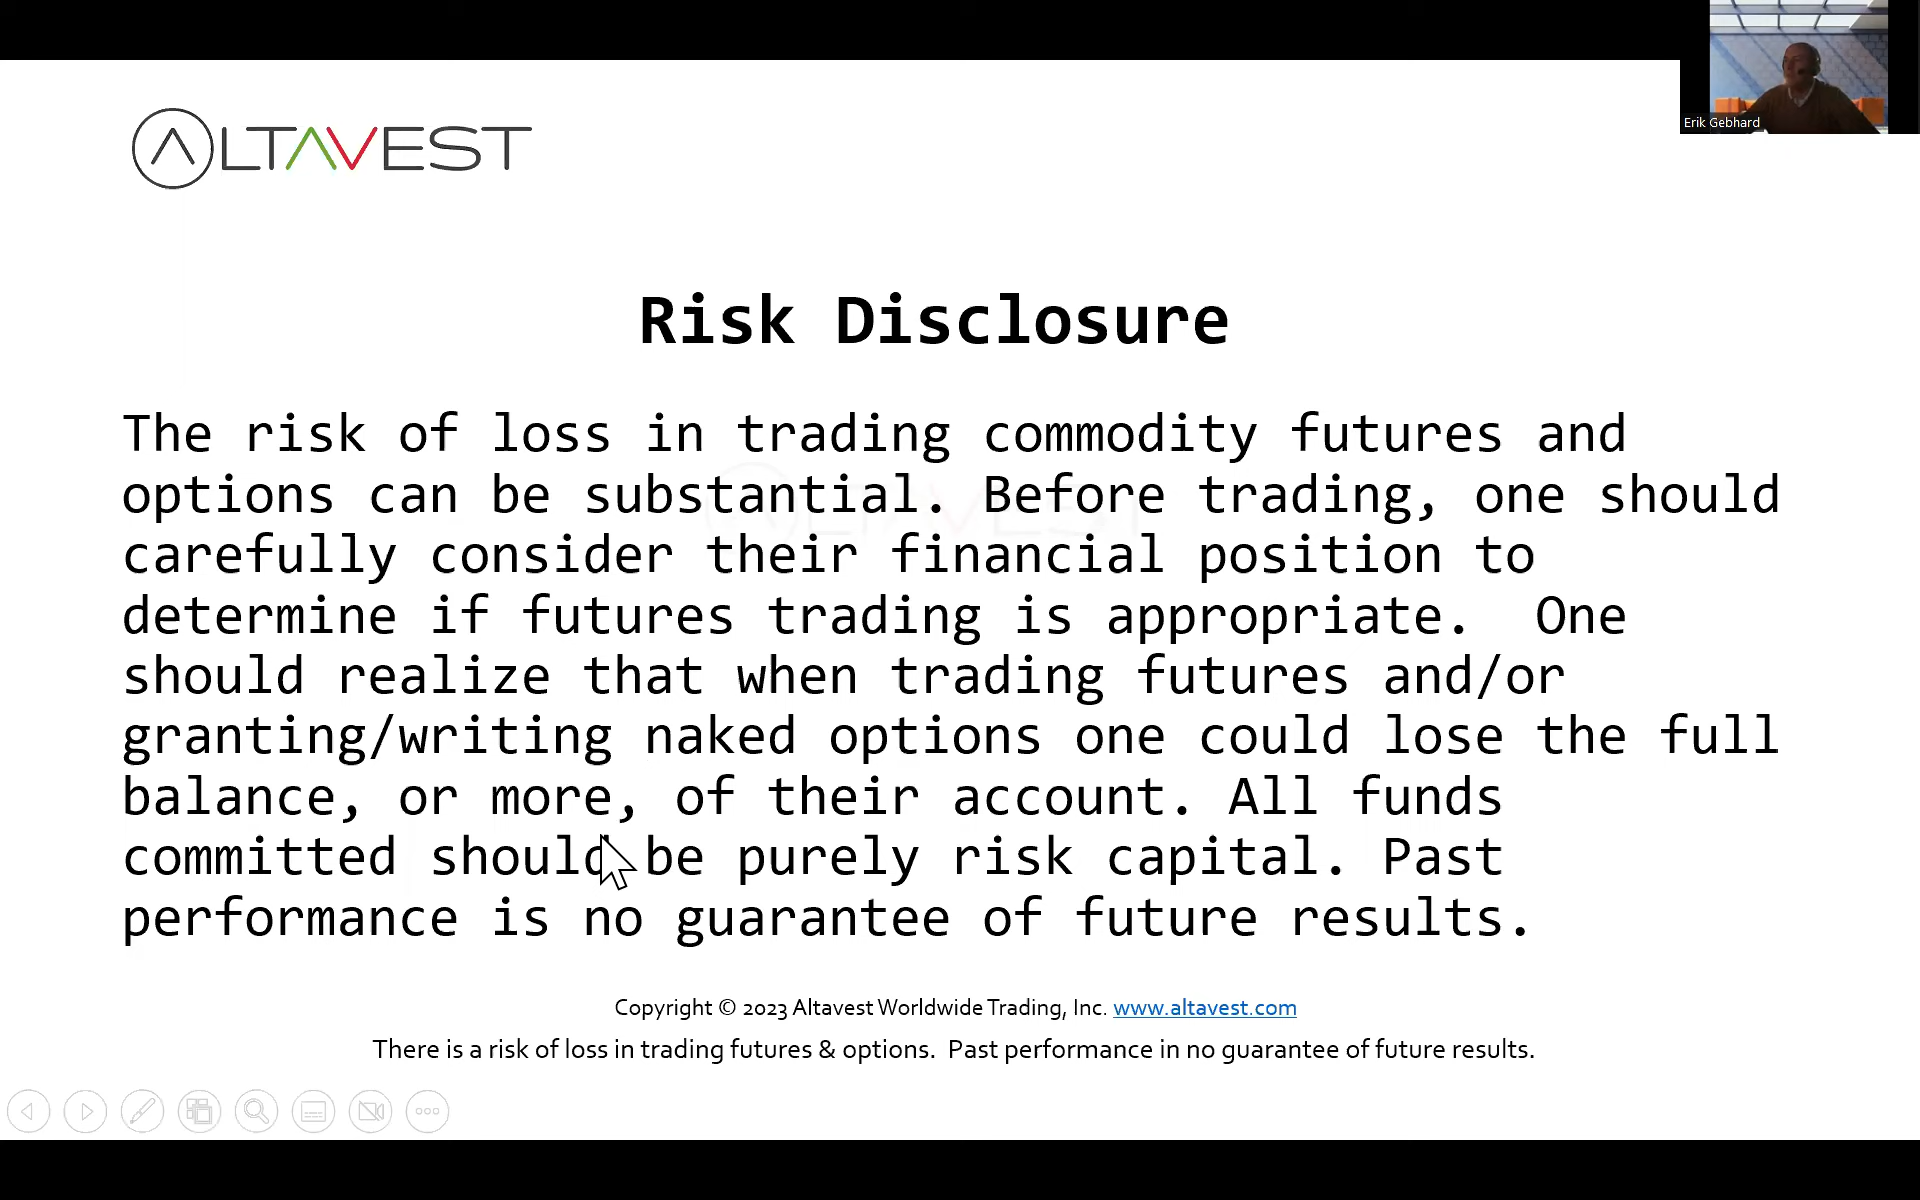 ALTAVEST
Erik Gebhard
Risk Disclosure
The risk of loss in trading commodity futures and
options can be substantial. Before trading, one should
carefully consider their financial position to
determine if futures trading is appropriate.  One
should realize that when trading futures and/or
granting/writing naked options one could lose the full
balance, or more, of their account. All funds
committed should be purely risk capital. Past
performance is no guarantee of future results.
Copyright © 2023 Altavest Worldwide Trading, Inc. www.altavest.com
There is a risk of loss in trading futures & options.  Past performance in no guarantee of future results.